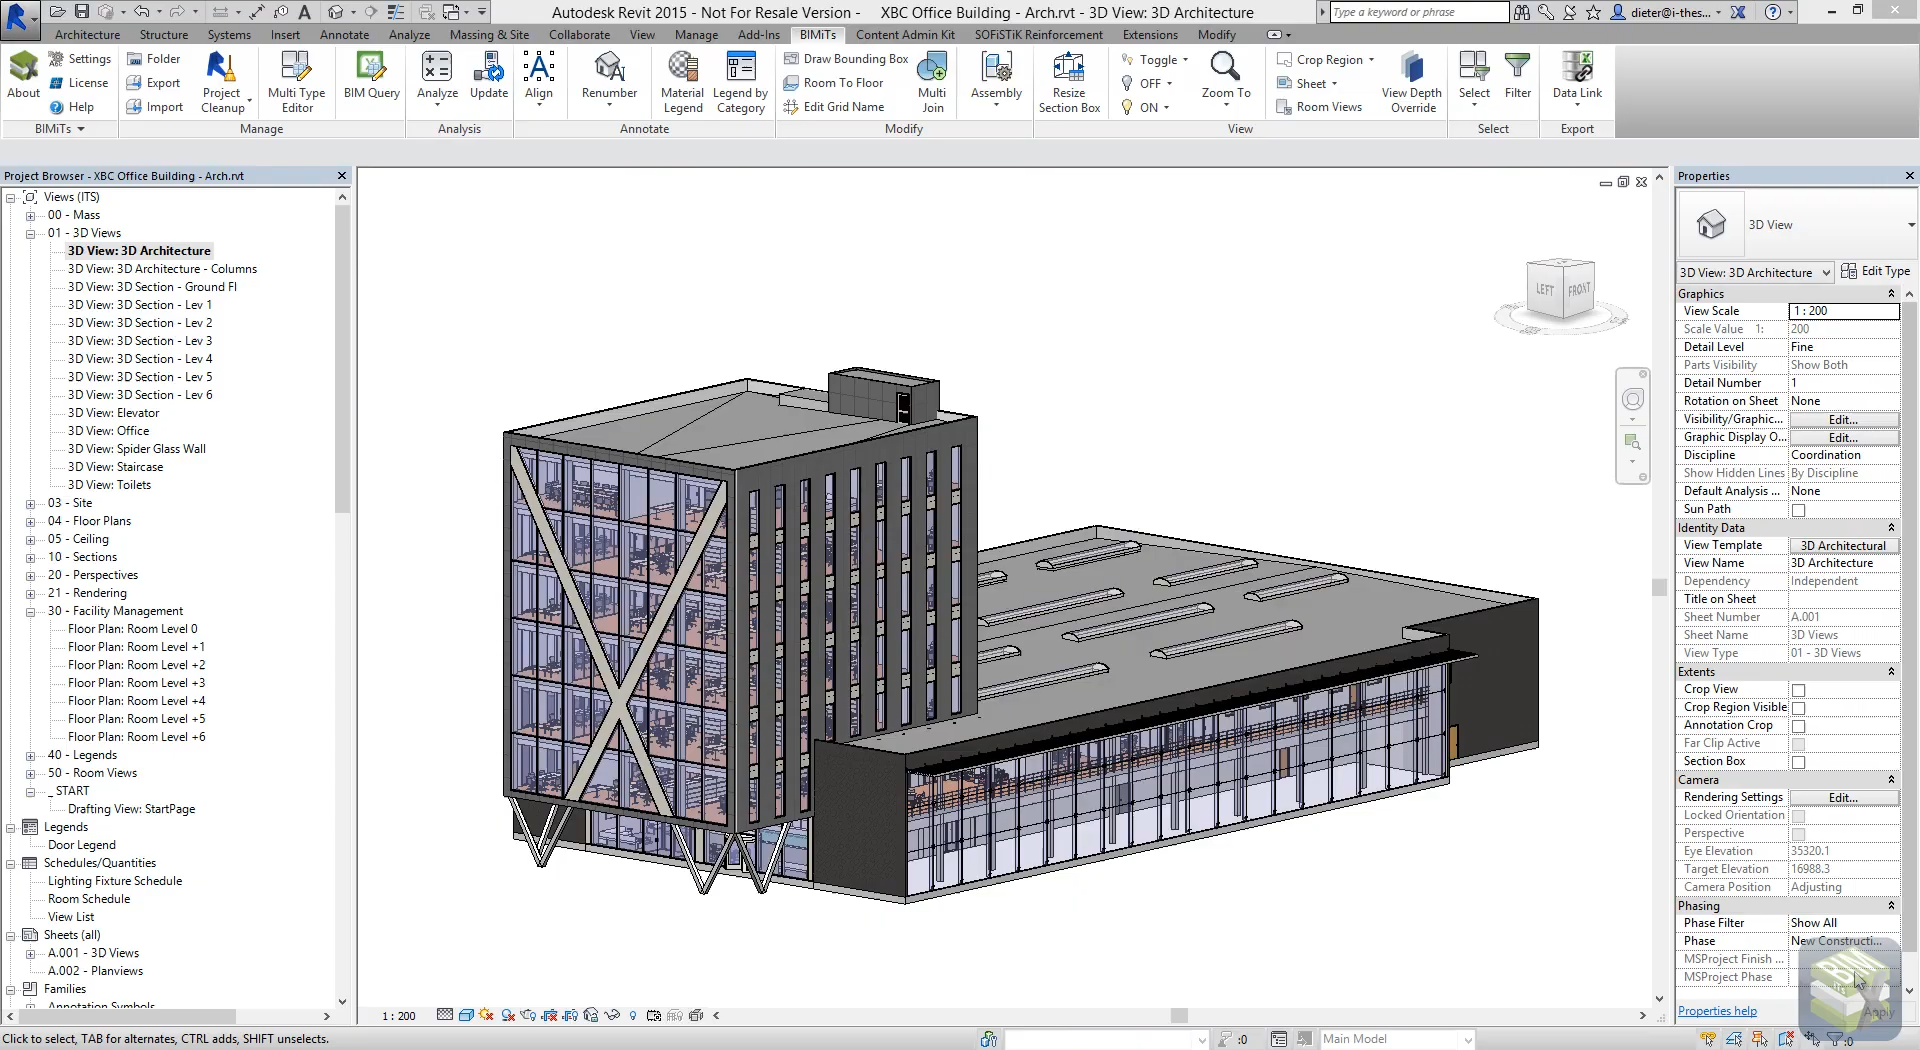 Autodesk Revit 2015 - Not For Resale Version - XBC Office Building - Arch.rvt - 3D View: 3D Architecture
Type a keyword or phrase
dieter@i-thes...
Architecture Structure Systems Insert Annotate Analyze Massing & Site Collaborate View Manage Add-Ins BIMiTs Content Admin Kit SOFiSTiK Reinforcement Extensions Modify
About
Settings
License
Help
BIMiTs
Folder
Export
Import
Project Cleanup
Multi Type Editor
BIM Query
Manage
Analyze
Update
Analysis
Align
Renumber
Material Legend
Legend by Category
Annotate
Draw Bounding Box
Room To Floor
Edit Grid Name
Multi Join
Assembly
Modify
Resize Section Box
Toggle
OFF
ON
Zoom To
Crop Region
Sheet
Room Views
View Depth Override
View
Select
Filter
Select
Data Link
Export
Project Browser - XBC Office Building - Arch.rvt
Views (ITS)
00 - Mass
01 - 3D Views
3D View: 3D Architecture
3D View: 3D Architecture - Columns
3D View: 3D Section - Ground Fl
3D View: 3D Section - Lev 1
3D View: 3D Section - Lev 2
3D View: 3D Section - Lev 3
3D View: 3D Section - Lev 4
3D View: 3D Section - Lev 5
3D View: 3D Section - Lev 6
3D View: Elevator
3D View: Office
3D View: Spider Glass Wall
3D View: Staircase
3D View: Toilets
03 - Site
04 - Floor Plans
05 - Ceiling
10 - Sections
20 - Perspectives
21 - Rendering
30 - Facility Management
Floor Plan: Room Level 0
Floor Plan: Room Level +1
Floor Plan: Room Level +2
Floor Plan: Room Level +3
Floor Plan: Room Level +4
Floor Plan: Room Level +5
Floor Plan: Room Level +6
40 - Legends
50 - Room Views
_ START
Drafting View: StartPage
Legends
Door Legend
Schedules/Quantities
Lighting Fixture Schedule
Room Schedule
View List
Sheets (all)
A.001 - 3D Views
A.002 - Planviews
Families
Annotation Symbols
LEFT FRONT
Properties
3D View
3D View: 3D Architecture Edit Type
Graphics
View Scale 1 : 200
Scale Value 1: 200
Detail Level Fine
Parts Visibility Show Both
Detail Number 1
Rotation on Sheet None
Visibility/Graphic... Edit...
Graphic Display O... Edit...
Discipline Coordination
Show Hidden Lines By Discipline
Default Analysis ... None
Sun Path
Identity Data
View Template 3D Architectural
View Name 3D Architecture
Dependency Independent
Title on Sheet
Sheet Number A.001
Sheet Name 3D Views
View Type 01 - 3D Views
Extents
Crop View
Crop Region Visible
Annotation Crop
Far Clip Active
Section Box
Camera
Rendering Settings Edit...
Locked Orientation
Perspective
Eye Elevation 35320.1
Target Elevation 16988.3
Camera Position Adjusting
Phasing
Phase Filter Show All
Phase New Constructi...
MSProject Finish ...
MSProject Phase
Properties help Apply
1 : 200
Click to select, TAB for alternates, CTRL adds, SHIFT unselects.
:0
Main Model
:0